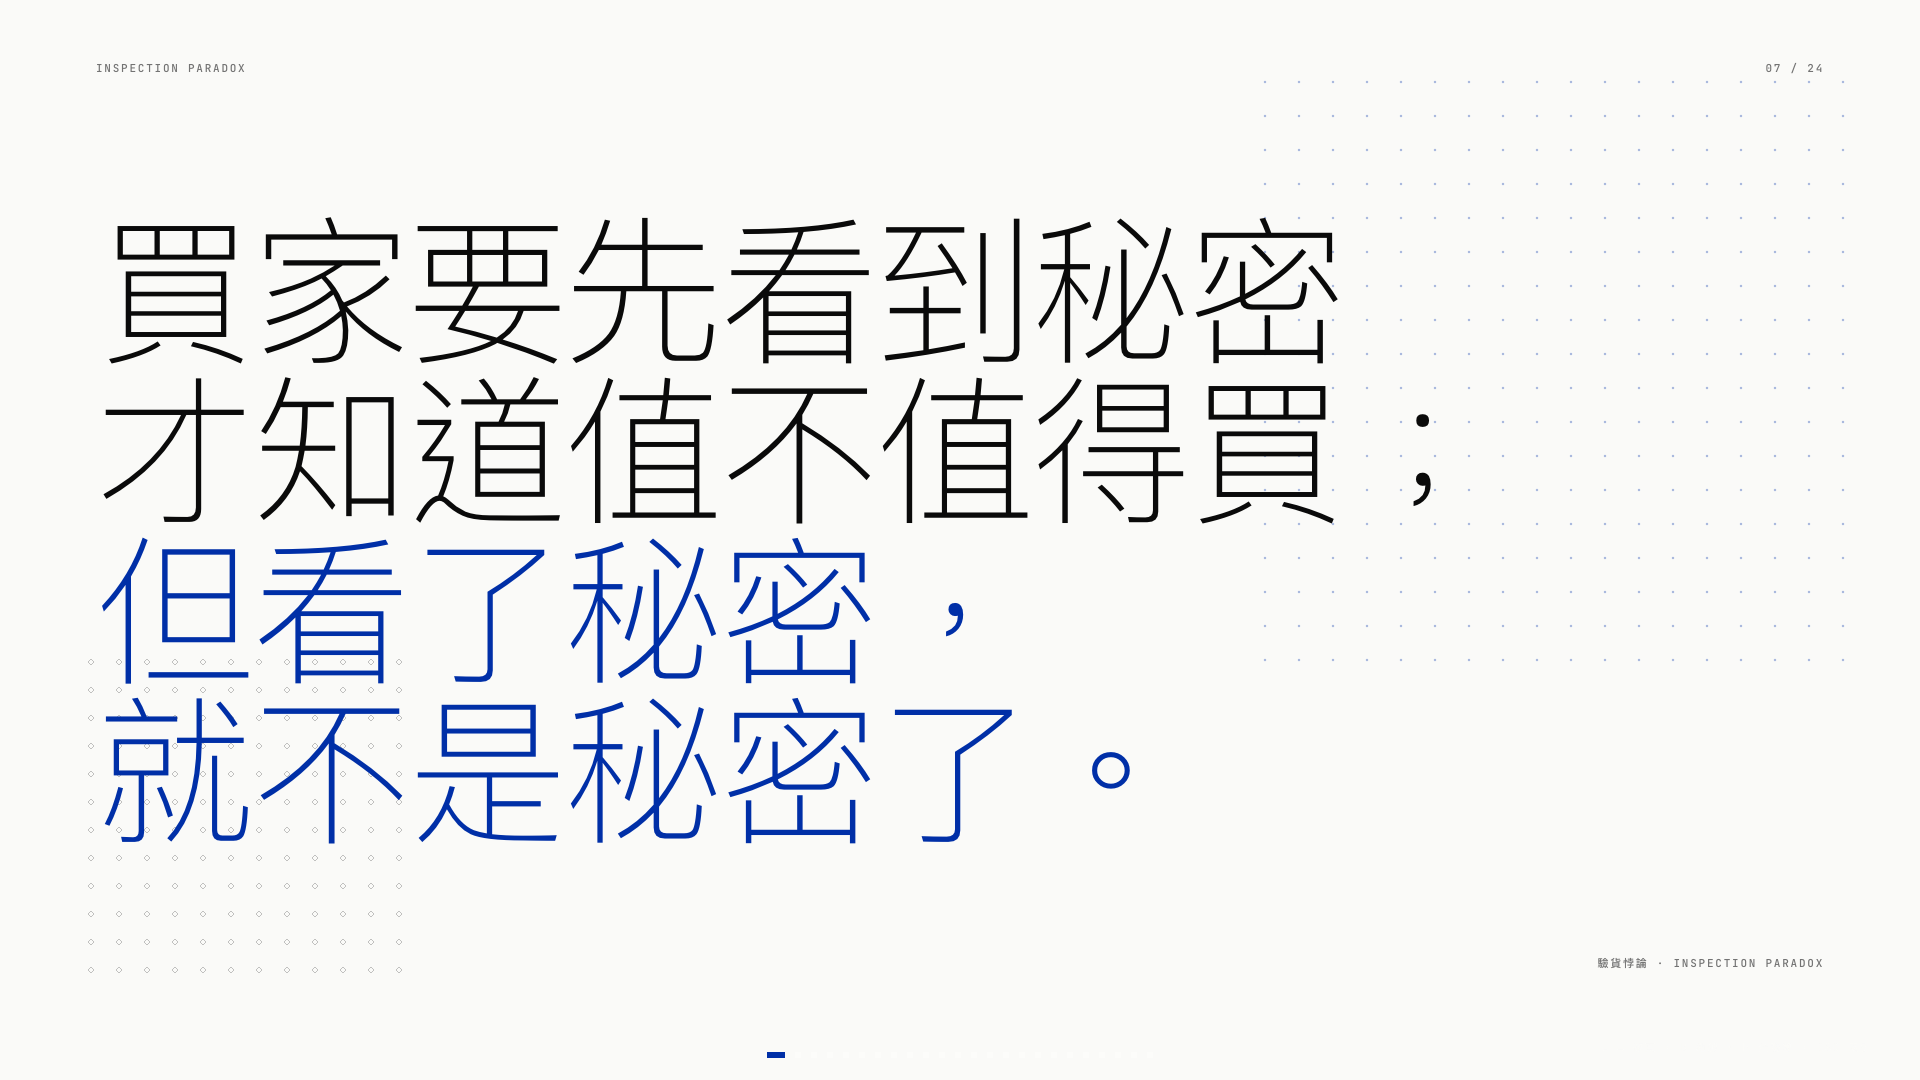 INSPECTION PARADOX
07 / 24
買家要先看到秘密
才知道值不值得買；
但看了秘密，
就不是秘密了。
驗貨悖論 · INSPECTION PARADOX